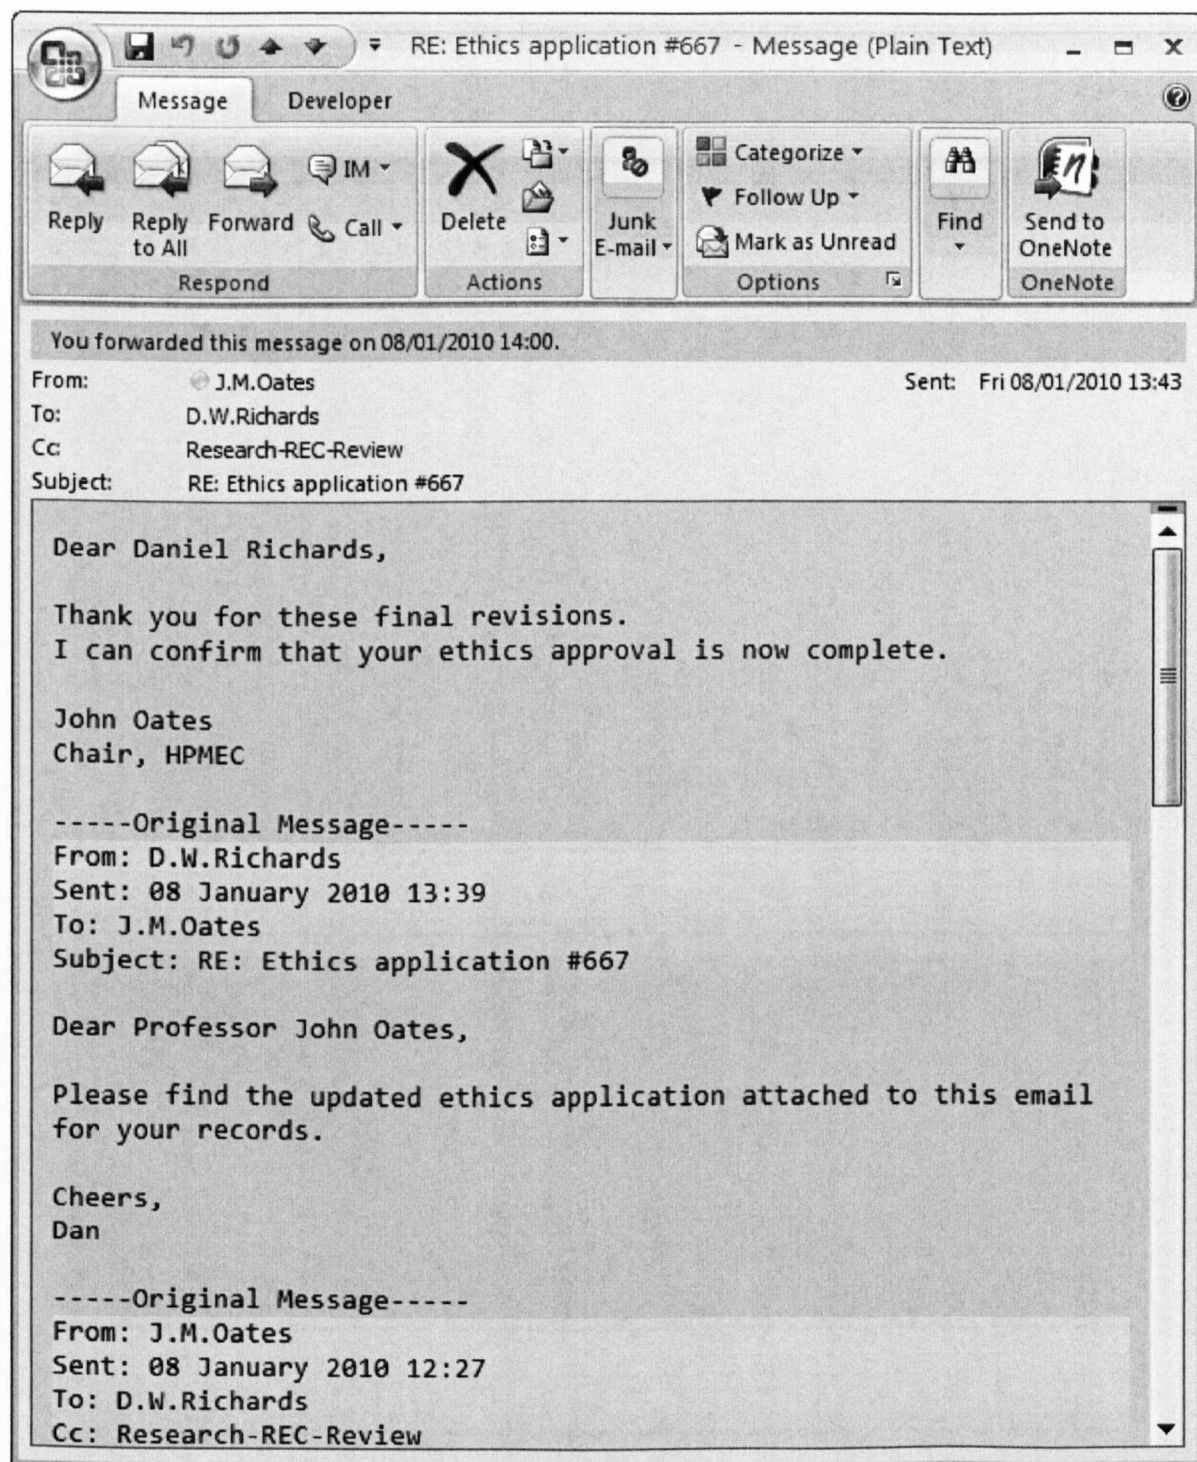 RE: Ethics application #667 - Message (Plain Text)
Message Developer
Reply
Reply to All
Forward
IM
Call
Respond
Delete
Actions
Junk E-mail
Categorize
Follow Up
Mark as Unread
Options
Find
Send to OneNote
OneNote
You forwarded this message on 08/01/2010 14:00.
From: J.M.Oates Sent: Fri 08/01/2010 13:43
To: D.W.Richards
Cc: Research-REC-Review
Subject: RE: Ethics application #667
Dear Daniel Richards,
Thank you for these final revisions.
I can confirm that your ethics approval is now complete.
John Oates
Chair, HPMEC
-----Original Message-----
From: D.W.Richards
Sent: 08 January 2010 13:39
To: J.M.Oates
Subject: RE: Ethics application #667
Dear Professor John Oates,
Please find the updated ethics application attached to this email
for your records.
Cheers,
Dan
-----Original Message-----
From: J.M.Oates
Sent: 08 January 2010 12:27
To: D.W.Richards
Cc: Research-REC-Review